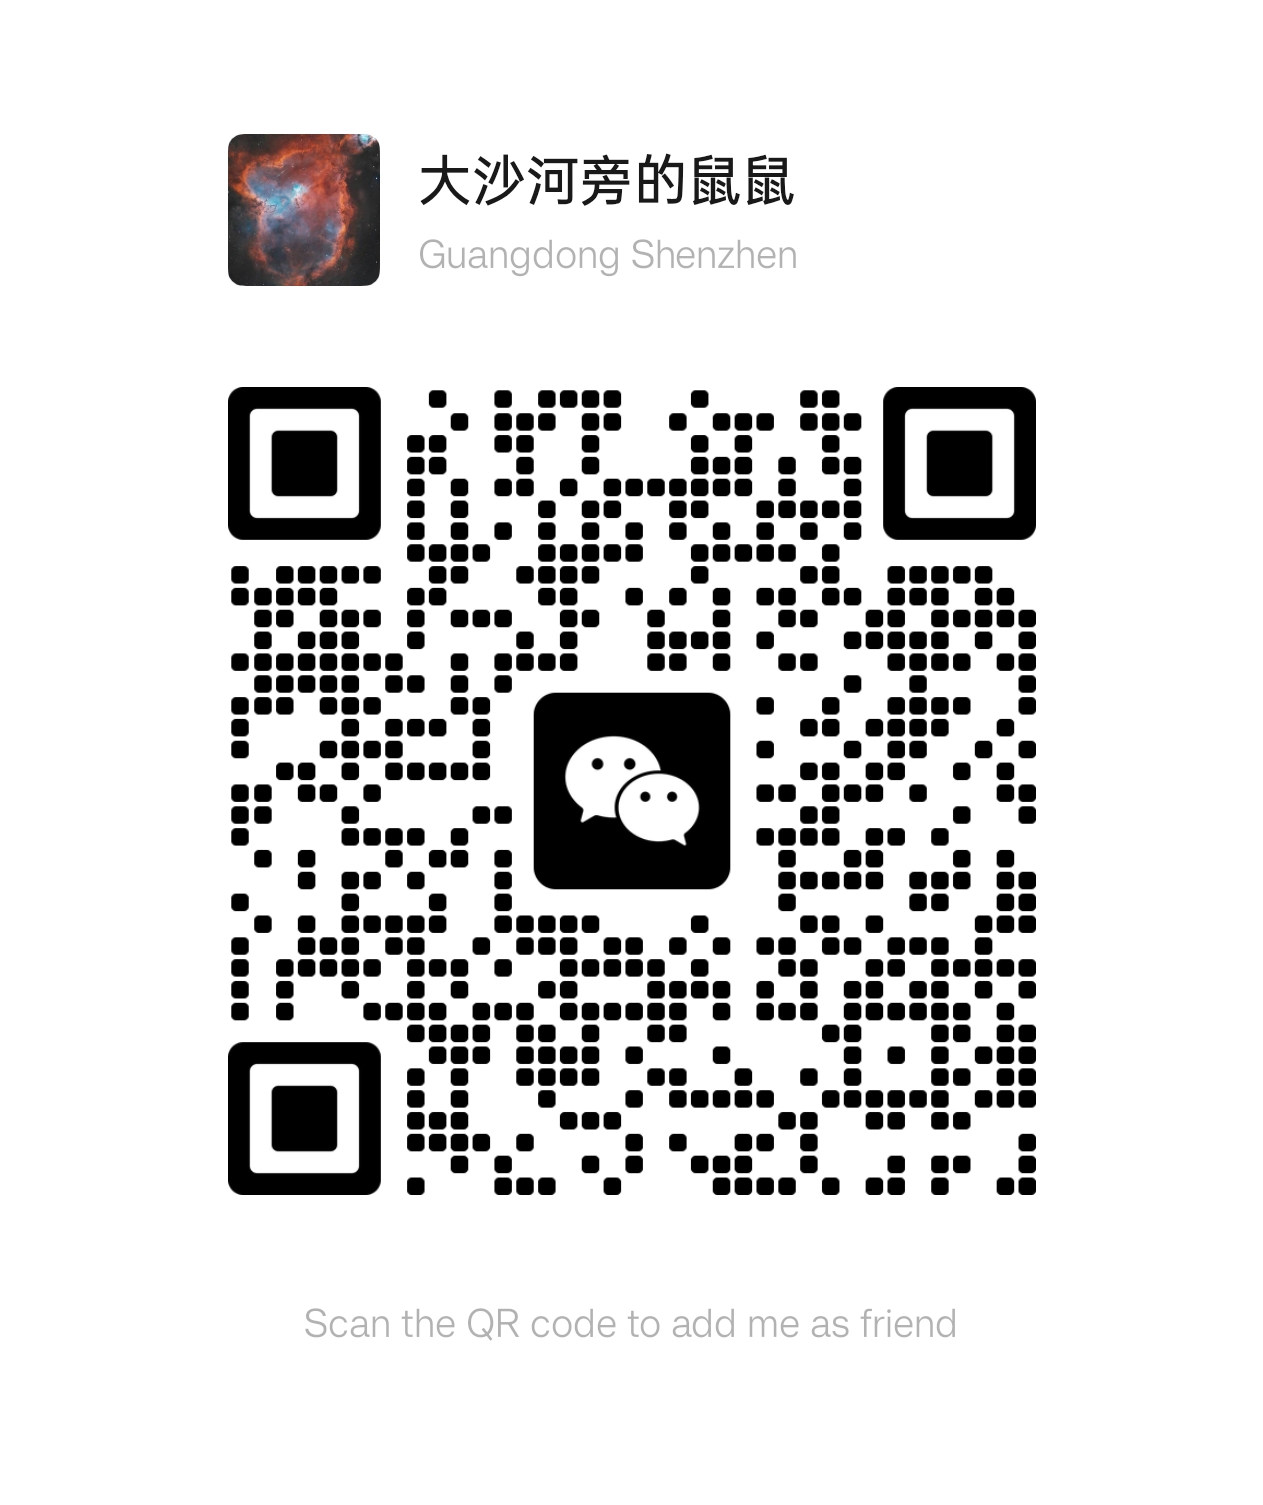 大沙河旁的鼠鼠
Guangdong Shenzhen
Scan the QR code to add me as friend